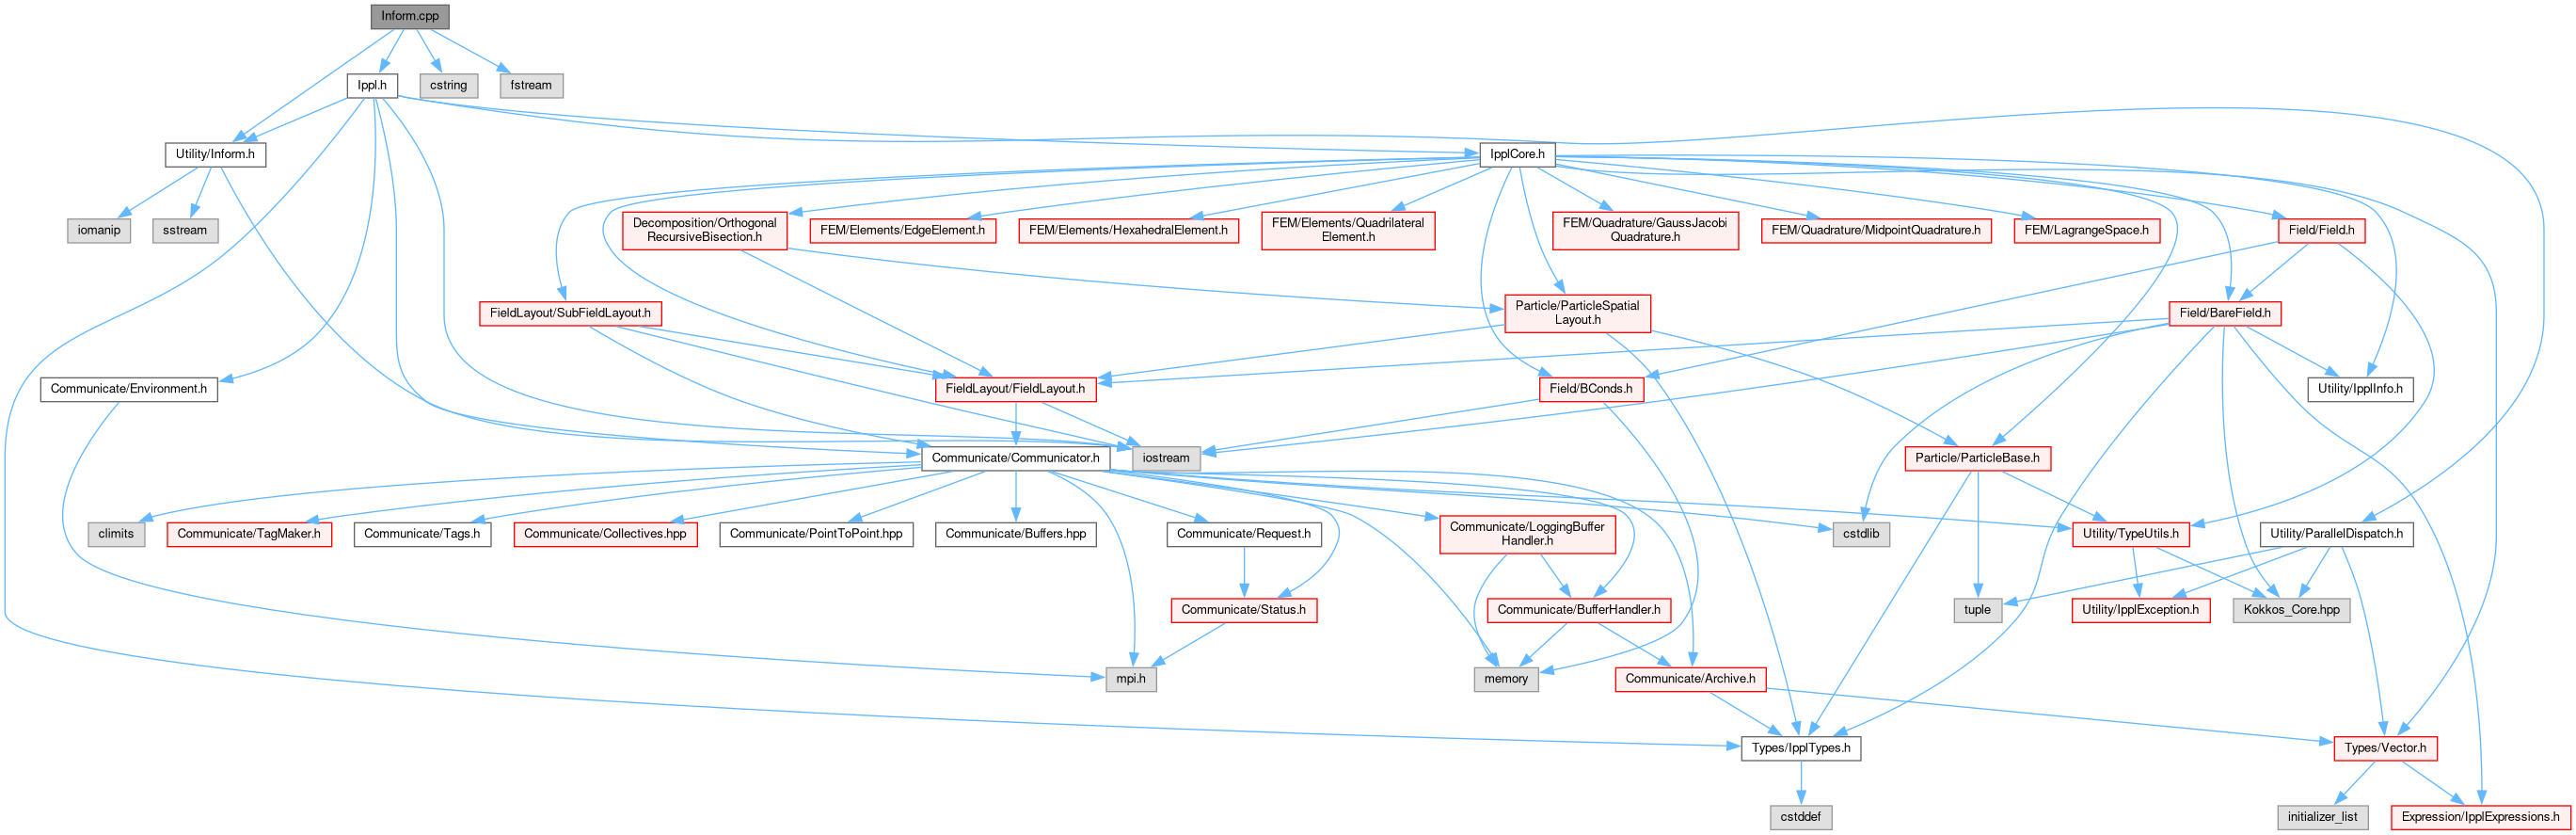 Inform.cpp
Ippl.h
cstring
fstream
Utility/Inform.h
IpplCore.h
iomanip
sstream
Decomposition/Orthogonal
RecursiveBisection.h
FEM/Elements/EdgeElement.h
FEM/Elements/HexahedralElement.h
FEM/Elements/Quadrilateral
Element.h
FEM/Quadrature/GaussJacobi
Quadrature.h
FEM/Quadrature/MidpointQuadrature.h
FEM/LagrangeSpace.h
Field/Field.h
FieldLayout/SubFieldLayout.h
Particle/ParticleSpatial
Layout.h
Field/BareField.h
Communicate/Environment.h
FieldLayout/FieldLayout.h
Field/BConds.h
Utility/IpplInfo.h
Communicate/Communicator.h
iostream
Particle/ParticleBase.h
climits
Communicate/TagMaker.h
Communicate/Tags.h
Communicate/Collectives.hpp
Communicate/PointToPoint.hpp
Communicate/Buffers.hpp
Communicate/Request.h
Communicate/LoggingBuffer
Handler.h
cstdlib
Utility/TypeUtils.h
Utility/ParallelDispatch.h
Communicate/Status.h
Communicate/BufferHandler.h
tuple
Utility/IpplException.h
Kokkos_Core.hpp
mpi.h
memory
Communicate/Archive.h
Types/IpplTypes.h
Types/Vector.h
cstddef
initializer_list
Expression/IpplExpressions.h